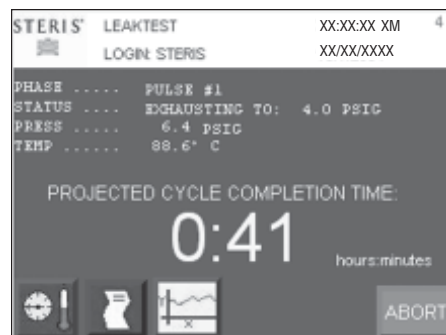 STERIS® LEAKTEST XX:XX:XX XM 4
LOGIN: STERIS XX/XX/XXXX
PHASE ..... PULSE #1
STATUS .... EXHAUSTING TO: 4.0 PSIG
PRESS ..... 6.4 PSIG
TEMP ...... 88.6° C
PROJECTED CYCLE COMPLETION TIME:
0:41 hours:minutes
ABORT